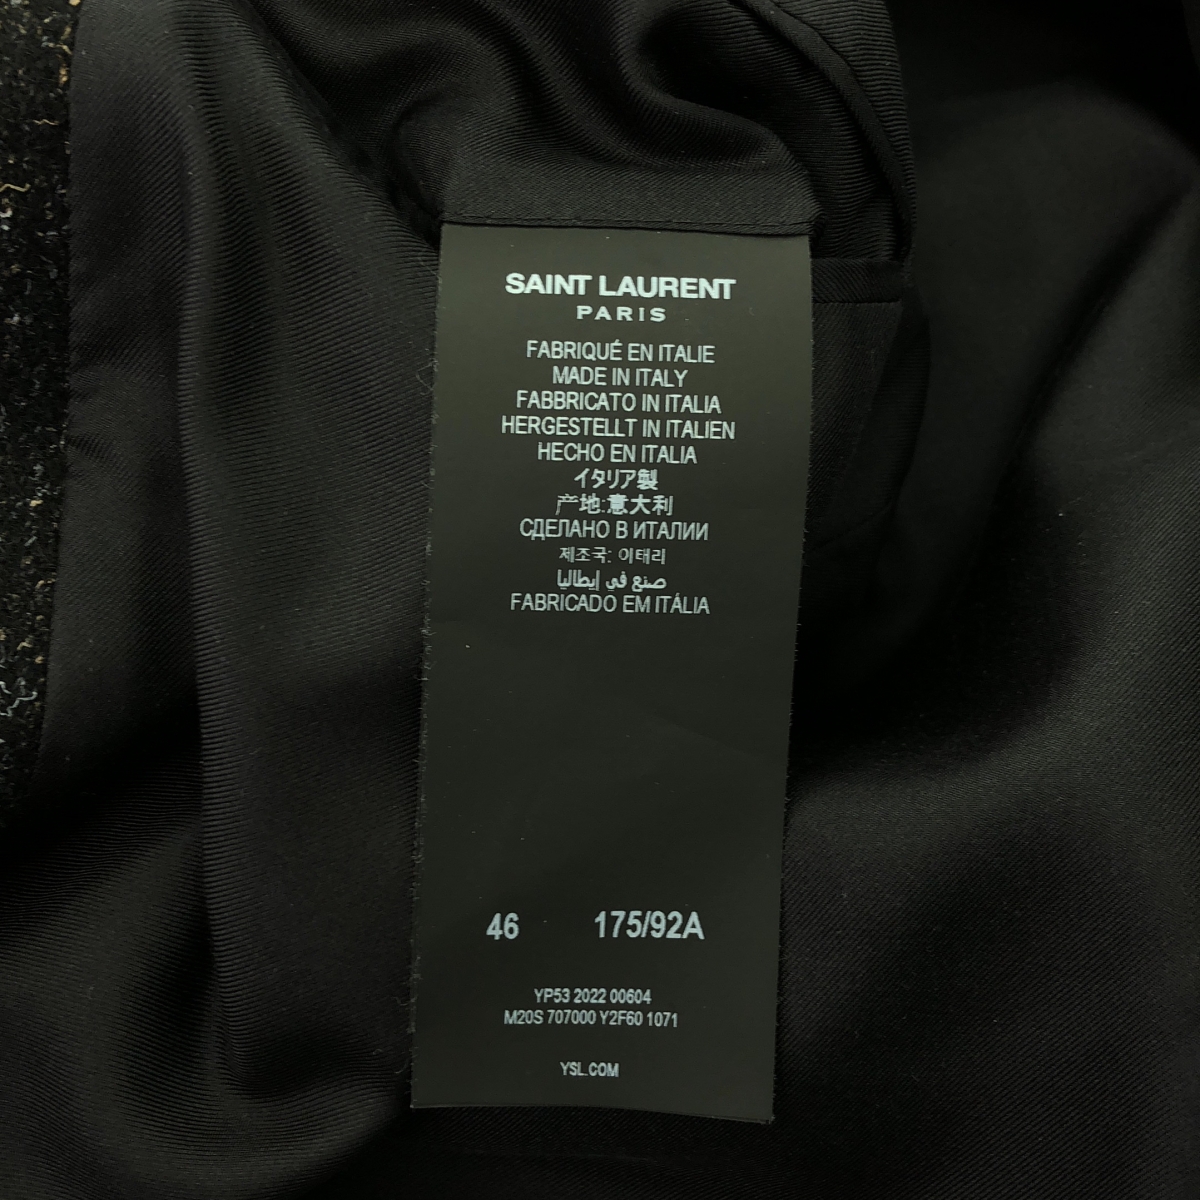 SAINT LAURENT
PARIS
FABRIQUÉ EN ITALIE
MADE IN ITALY
FABBRICATO IN ITALIA
HERGESTELLT IN ITALIEN
HECHO EN ITALIA
イタリア製
产地:意大利
СДЕЛАНО В ИТАЛИИ
제조국: 이태리
صنع في إيطاليا
FABRICADO EM ITÁLIA
46 175/92A
YP53 2022 00604
M20S 707000 Y2F60 1071
YSL.COM